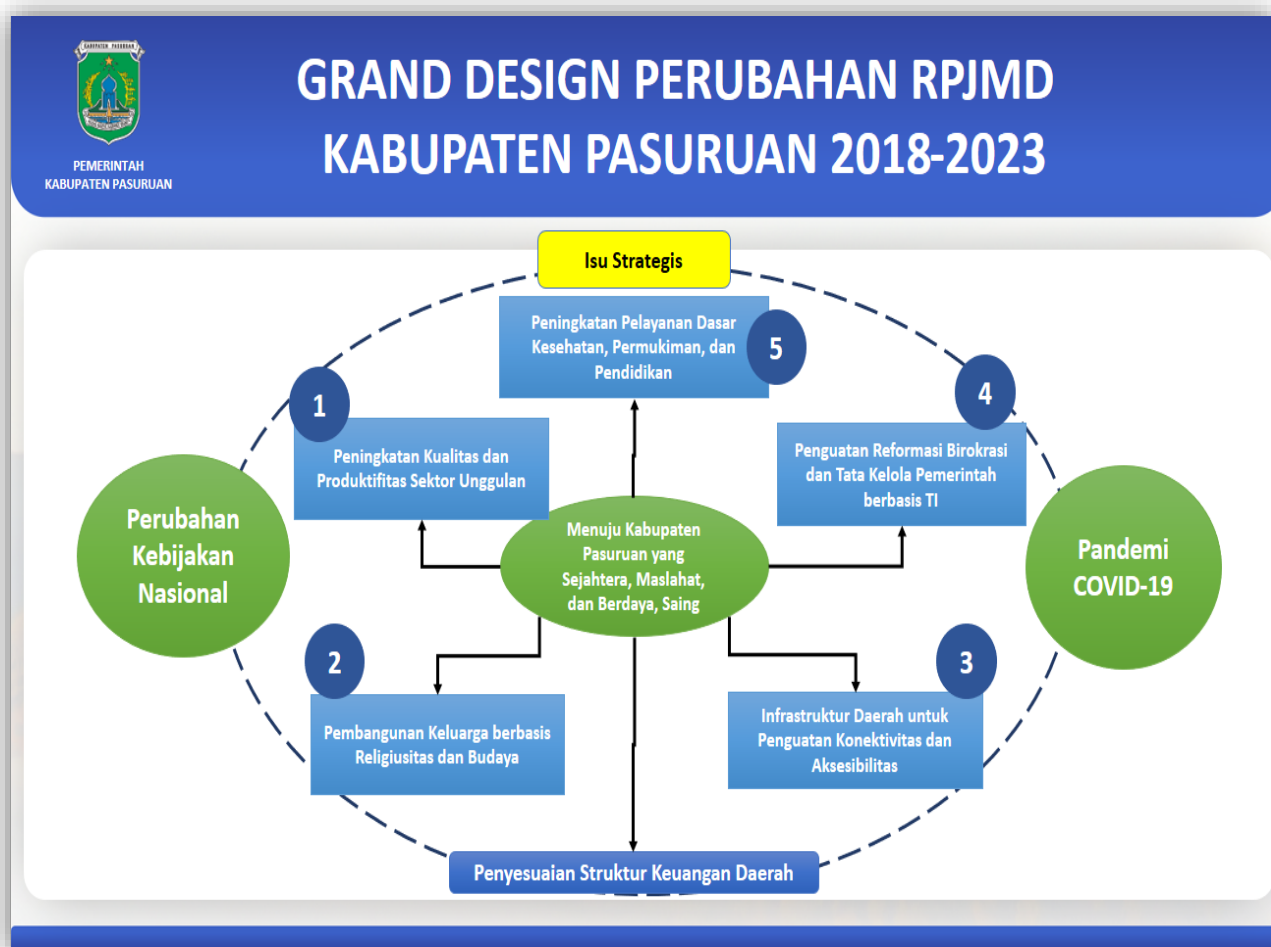 KABUPATEN PASURUAN
PEMERINTAH
KABUPATEN PASURUAN
GRAND DESIGN PERUBAHAN RPJMD
KABUPATEN PASURUAN 2018-2023
Isu Strategis
Peningkatan Pelayanan Dasar
Kesehatan, Permukiman, dan
Pendidikan
5
1
Peningkatan Kualitas dan
Produktifitas Sektor Unggulan
4
Penguatan Reformasi Birokrasi
dan Tata Kelola Pemerintah
berbasis TI
Perubahan
Kebijakan
Nasional
Menuju Kabupaten
Pasuruan yang
Sejahtera, Maslahat,
dan Berdaya, Saing
Pandemi
COVID-19
2
Pembangunan Keluarga berbasis
Religiusitas dan Budaya
3
Infrastruktur Daerah untuk
Penguatan Konektivitas dan
Aksesibilitas
Penyesuaian Struktur Keuangan Daerah